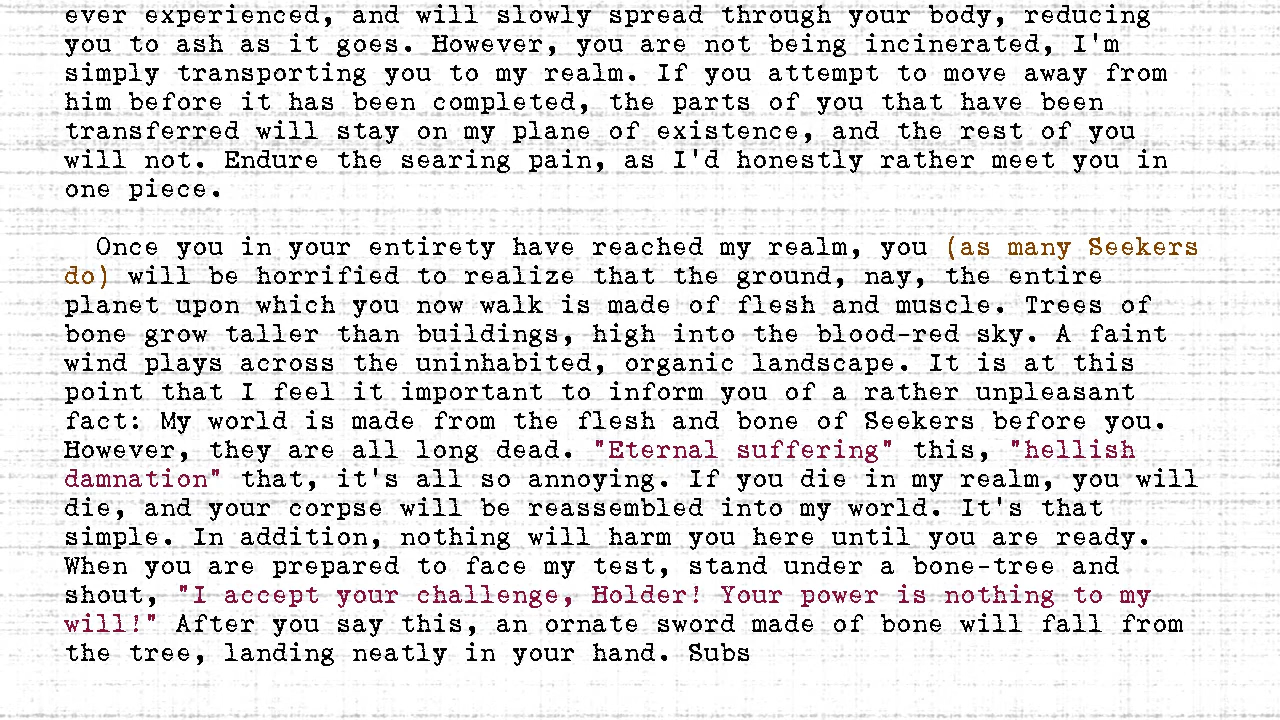 ever experienced, and will slowly spread through your body, reducing
you to ash as it goes. However, you are not being incinerated, I'm
simply transporting you to my realm. If you attempt to move away from
him before it has been completed, the parts of you that have been
transferred will stay on my plane of existence, and the rest of you
will not. Endure the searing pain, as I'd honestly rather meet you in
one piece.
Once you in your entirety have reached my realm, you (as many Seekers
do) will be horrified to realize that the ground, nay, the entire
planet upon which you now walk is made of flesh and muscle. Trees of
bone grow taller than buildings, high into the blood-red sky. A faint
wind plays across the uninhabited, organic landscape. It is at this
point that I feel it important to inform you of a rather unpleasant
fact: My world is made from the flesh and bone of Seekers before you.
However, they are all long dead. "Eternal suffering" this, "hellish
damnation" that, it's all so annoying. If you die in my realm, you will
die, and your corpse will be reassembled into my world. It's that
simple. In addition, nothing will harm you here until you are ready.
When you are prepared to face my test, stand under a bone-tree and
shout, "I accept your challenge, Holder! Your power is nothing to my
will!" After you say this, an ornate sword made of bone will fall from
the tree, landing neatly in your hand. Subs